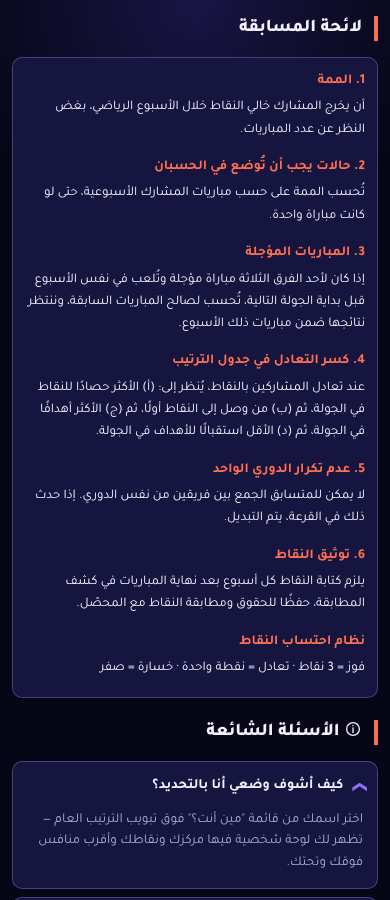 لائحة المسابقة
1. الممة
أن يخرج المشارك خالي النقاط خلال الأسبوع الرياضي، بغض
النظر عن عدد المباريات.
2. حالات يجب أن تُوضع في الحسبان
تُحسب الممة على حسب مباريات المشارك الأسبوعية، حتى لو
كانت مباراة واحدة.
3. المباريات المؤجلة
إذا كان لأحد الفرق الثلاثة مباراة مؤجلة وتُلعب في نفس الأسبوع
قبل بداية الجولة التالية، تُحسب لصالح المباريات السابقة، وننتظر
نتائجها ضمن مباريات ذلك الأسبوع.
4. كسر التعادل في جدول الترتيب
عند تعادل المشاركين بالنقاط، يُنظر إلى: (أ) الأكثر حصادًا للنقاط
في الجولة، ثم (ب) من وصل إلى النقاط أولًا، ثم (ج) الأكثر أهدافًا
في الجولة، ثم (د) الأقل استقبالًا للأهداف في الجولة.
5. عدم تكرار الدوري الواحد
لا يمكن للمتسابق الجمع بين فريقين من نفس الدوري. إذا حدث
ذلك في القرعة، يتم التبديل.
6. توثيق النقاط
يلزم كتابة النقاط كل أسبوع بعد نهاية المباريات في كشف
المطابقة، حفظًا للحقوق ومطابقة النقاط مع المحصّل.
نظام احتساب النقاط
فوز = 3 نقاط · تعادل = نقطة واحدة · خسارة = صفر
الأسئلة الشائعة
كيف أشوف وضعي أنا بالتحديد؟
اختر اسمك من قائمة "مين أنت؟" فوق تبويب الترتيب العام —
تظهر لك لوحة شخصية فيها مركزك ونقاطك وأقرب منافس
فوقك وتحتك.